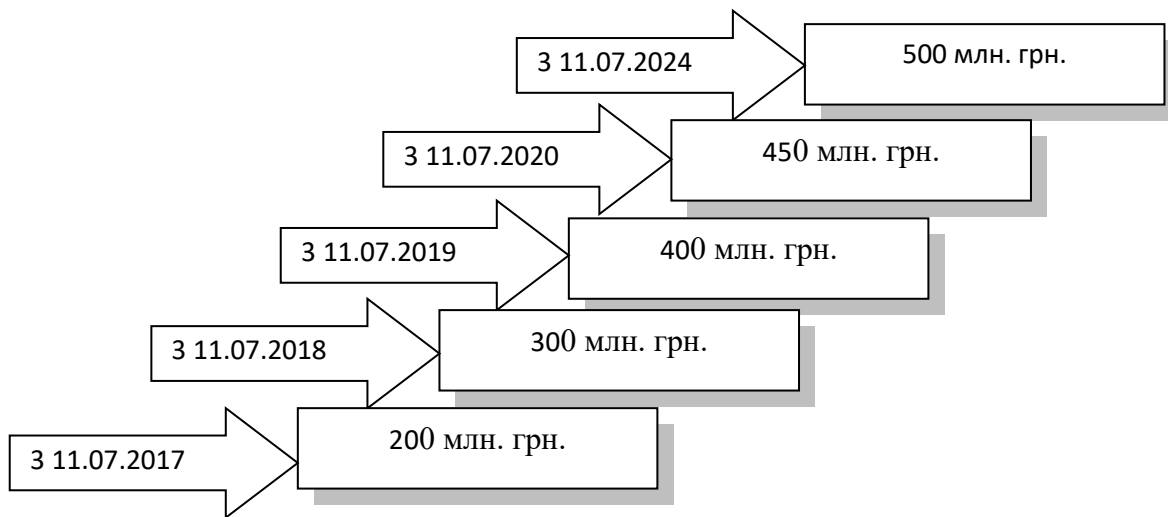 З 11.07.2024
500 млн. грн.
З 11.07.2020
450 млн. грн.
З 11.07.2019
400 млн. грн.
З 11.07.2018
300 млн. грн.
З 11.07.2017
200 млн. грн.